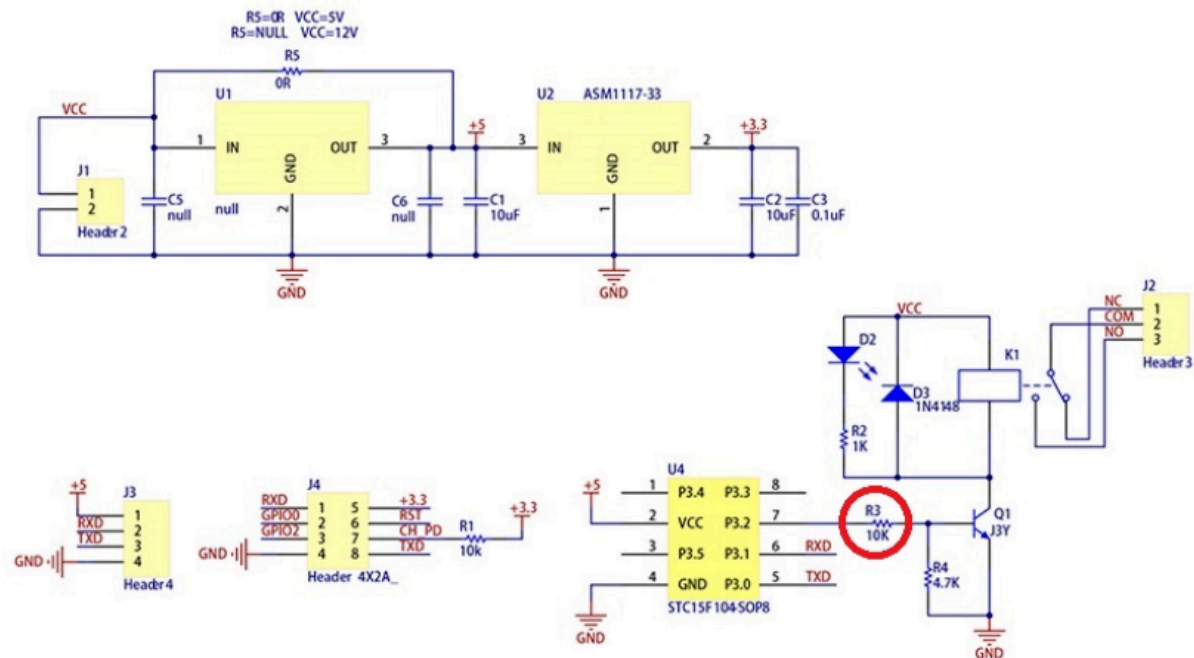 R5=0R VCC=5V
R5=NULL VCC=12V
R5
0R
VCC
U1
1 IN OUT 3
GND
2
null
J1
1
2
Header2
C5
null
C6
null
+5
C1
10uF
U2 ASM1117-33
3 IN OUT 2
GND
1
+3.3
C2
10uF
C3
0.1uF
GND
GND
J2
NC 1
COM 2
NO 3
Header3
VCC
D2
D3
1N4148
K1
R2
1K
+5
J3
1
RXD 2
TXD 3
GND 4
Header4
J4
RXD 1 5 +3.3
GPIO0 2 6 RST
GPIO2 3 7 CH_PD
GND 4 8 TXD
Header 4X2A_
R1
10k
+3.3
U4
+5
1 P3.4 P3.3 8
2 VCC P3.2 7
3 P3.5 P3.1 6 RXD
4 GND P3.0 5 TXD
STC15F104-SOP8
GND
R3
10K
Q1
J3Y
R4
4.7K
GND